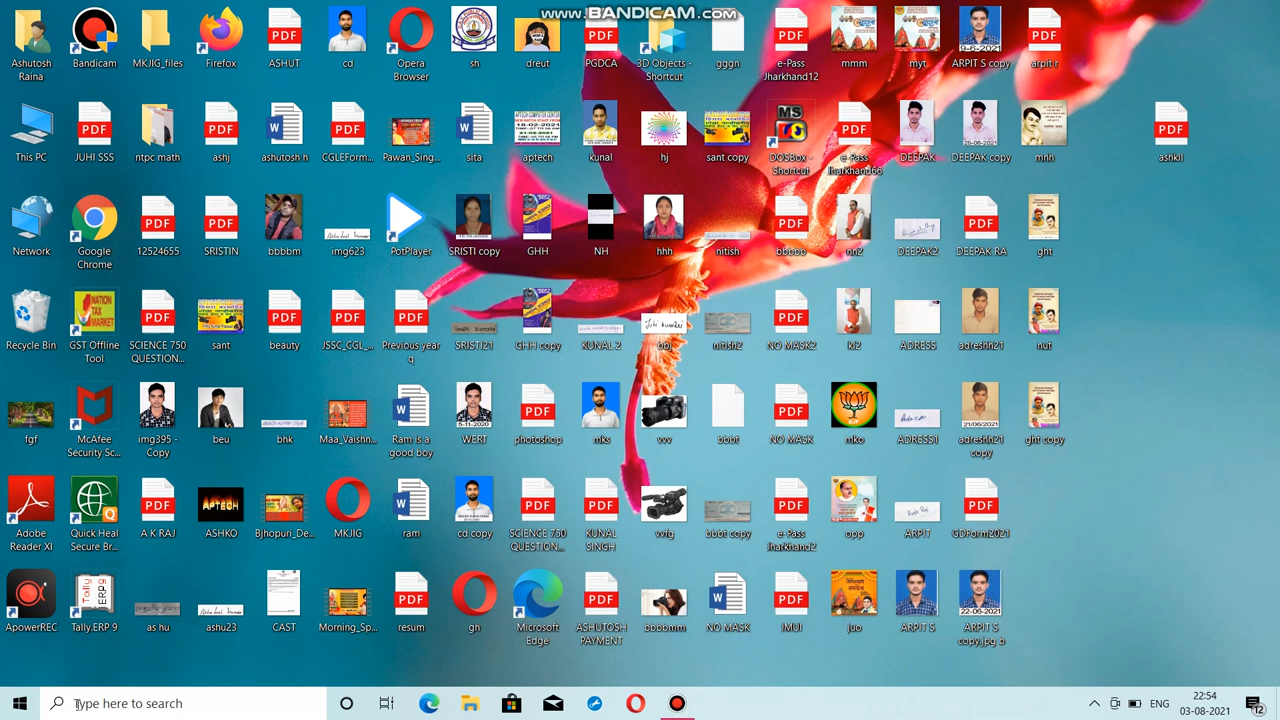 www.BANDICAM.com
Ashutosh Raina
Bandicam
MKJIG_files
Firefox
ASHUT
cd
Opera Browser
sh
dreut
PGDCA
3D Objects - Shortcut
gggn
e-Pass Jharkhand12
mmm
myt
ARPIT S copy
arpit r
This PC
JUHI SSS
ntpc math
ashj
ashutosh h
CGLEForm...
Pawan_Sing...
sita
aptech
kunal
hj
sant copy
DOSBox - Shortcut
e-Pass Jharkhand66
DEEPAK
DEEPAK copy
mnh
ashkll
Network
Google Chrome
12524655
SRISTIN
bbbbm
img623
PotPlayer
SRISTI copy
GHH
NH
hhh
nitish
bbbbb
nn2
DEEPAK2
DEEPAK RA
ght
Recycle Bin
GST Offline Tool
SCIENCE 750 QUESTION...
sant
beauty
JSSC_CGL_...
Previous year q
SRISTI21
GHH copy
KUNAL 2
bbj
nitish2
NO MASK2
kl2
ADRESS
adreshh21
nut
fgf
McAfee Security Sc...
img395 - Copy
beu
bhk
Maa_Vaishn...
Ram is a good boy
WERT
photoshop
mks
vvv
bbbt
NO MASK
mko
ADRESS1
adreshh21 copy
ght copy
Adobe Reader XI
Quick Heal Secure Br...
A K RAJ
ASHKO
Bjhopuri_De...
MKJIG
ram
cd copy
SCIENCE 750 QUESTION...
KUNAL SINGH
vvfg
bbbt copy
e-Pass Jharkhand2
opp
ARPIT
GDForm2021
ApowerREC
Tally.ERP 9
as hu
ashu23
CAST
Morning_Sp...
resum
gn
Microsoft Edge
ASHUTOSH PAYMENT
bbbbmm
NO MASK
JMUI
juo
ARPIT S
ARPIT S copy.jpg b
Type here to search
ENG
22:54
03-08-2021
12